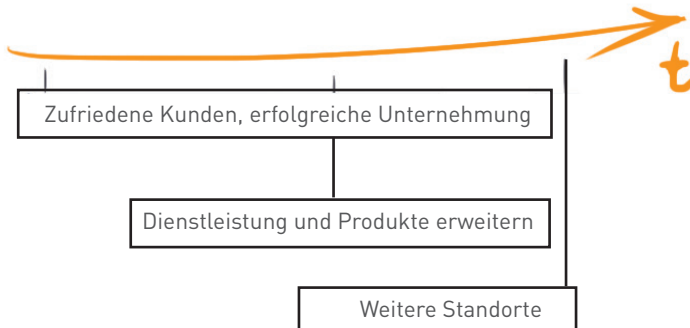 t
Zufriedene Kunden, erfolgreiche Unternehmung
Dienstleistung und Produkte erweitern
Weitere Standorte